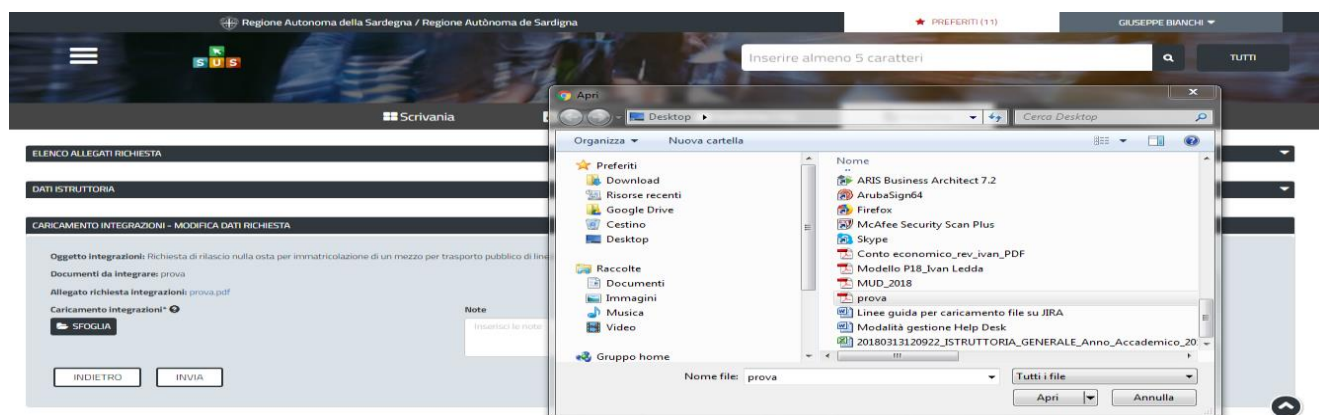 Regione Autonoma della Sardegna / Regione Autònoma de Sardigna
PREFERITI (11)
GIUSEPPE BIANCHI
SUS
Inserire almeno 5 caratteri
TUTTI
Scrivania
ELENCO ALLEGATI RICHIESTA
DATI ISTRUTTORIA
CARICAMENTO INTEGRAZIONI - MODIFICA DATI RICHIESTA
Oggetto integrazioni: Richiesta di rilascio nulla osta per immatricolazione di un mezzo per trasporto pubblico di line
Documenti da integrare: prova
Allegato richiesta integrazioni: prova.pdf
Caricamento integrazioni*
Note
SFOGLIA
Inserisci le note
INDIETRO
INVIA
Apri
Desktop
Cerca Desktop
Organizza
Nuova cartella
Preferiti
Download
Risorse recenti
Google Drive
Cestino
Desktop
Raccolte
Documenti
Immagini
Musica
Video
Gruppo home
Nome
ARIS Business Architect 7.2
ArubaSign64
Firefox
McAfee Security Scan Plus
Skype
Conto economico_rev_ivan_PDF
Modello P18_Ivan Ledda
MUD_2018
prova
Linee guida per caricamento file su JIRA
Modalità gestione Help Desk
20180313120922_ISTRUTTORIA_GENERALE_Anno_Accademico_20
Nome file: prova
Tutti i file
Apri
Annulla